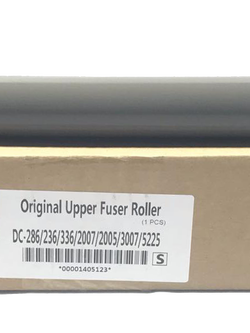 Original Upper Fuser Roller
(1 PCS)
DC-286/236/336/2007/2005/3007/5225
*00001405123*
S